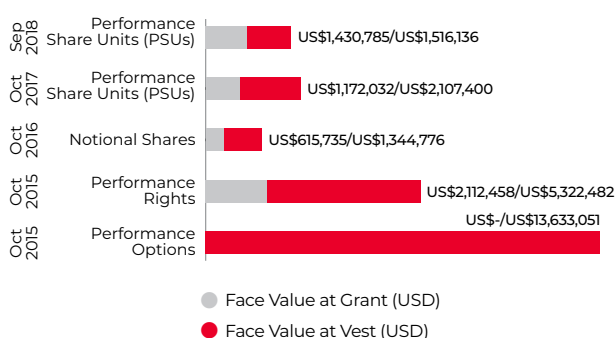 Sep
2018
Performance
Share Units (PSUs)
US$1,430,785/US$1,516,136
Oct
2017
Performance
Share Units (PSUs)
US$1,172,032/US$2,107,400
Oct
2016
Notional Shares
US$615,735/US$1,344,776
Oct
2015
Performance
Rights
US$2,112,458/US$5,322,482
Oct
2015
Performance
Options
US$-/US$13,633,051
Face Value at Grant (USD)
Face Value at Vest (USD)